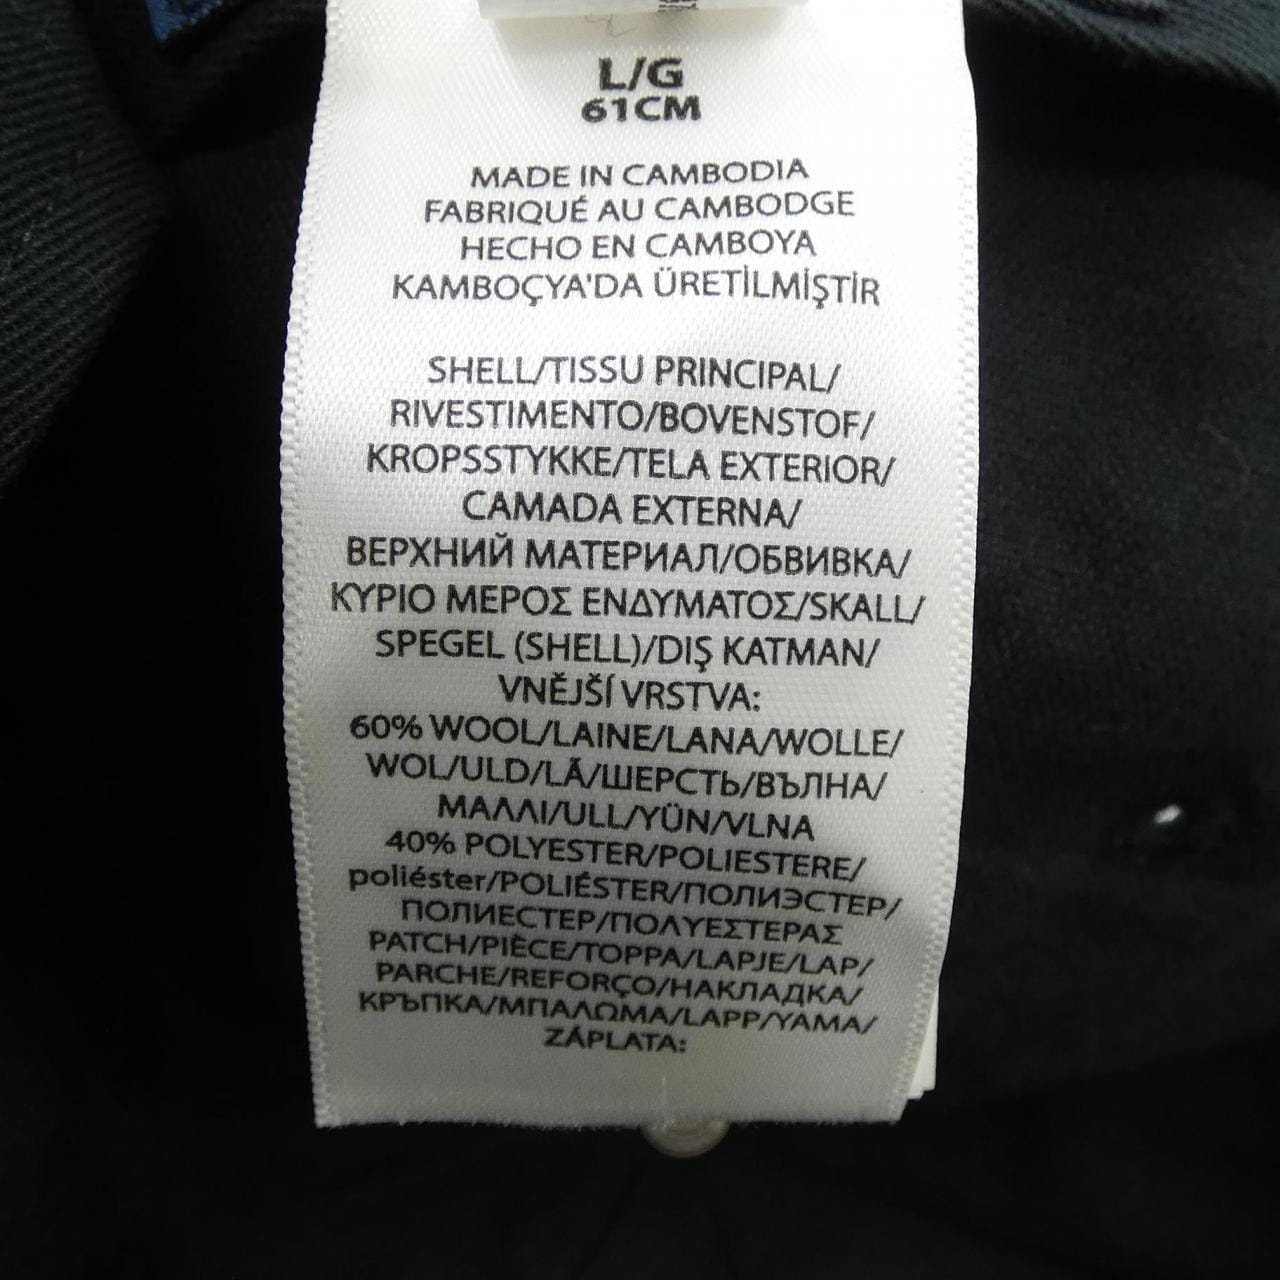 L/G
61CM
MADE IN CAMBODIA
FABRIQUÉ AU CAMBODGE
HECHO EN CAMBOYA
KAMBOÇYA'DA ÜRETİLMİŞTİR
SHELL/TISSU PRINCIPAL/
RIVESTIMENTO/BOVENSTOF/
KROPSSTYKKE/TELA EXTERIOR/
CAMADA EXTERNA/
ВЕРХНИЙ МАТЕРИАЛ/ОБВИВКА/
ΚΥΡΙΟ ΜΕΡΟΣ ΕΝΔΥΜΑΤΟΣ/SKALL/
SPEGEL (SHELL)/DIŞ KATMAN/
VNĚJŠÍ VRSTVA:
60% WOOL/LAINE/LANA/WOLLE/
WOL/ULD/LÃ/ШЕРСТЬ/ВЪЛНА/
ΜΑΛΛΙ/ULL/YÜN/VLNA
40% POLYESTER/POLIESTERE/
poliéster/POLIÉSTER/ПОЛИЭСТЕР/
ПОЛИЕСТЕР/ΠΟΛΥΕΣΤΕΡΑΣ
PATCH/PIÈCE/TOPPA/LAPJE/LAP/
PARCHE/REFORÇO/НАКЛАДКА/
КРЪПКА/ΜΠΑΛΩΜΑ/LAPP/YAMA/
ZÁPLATA: